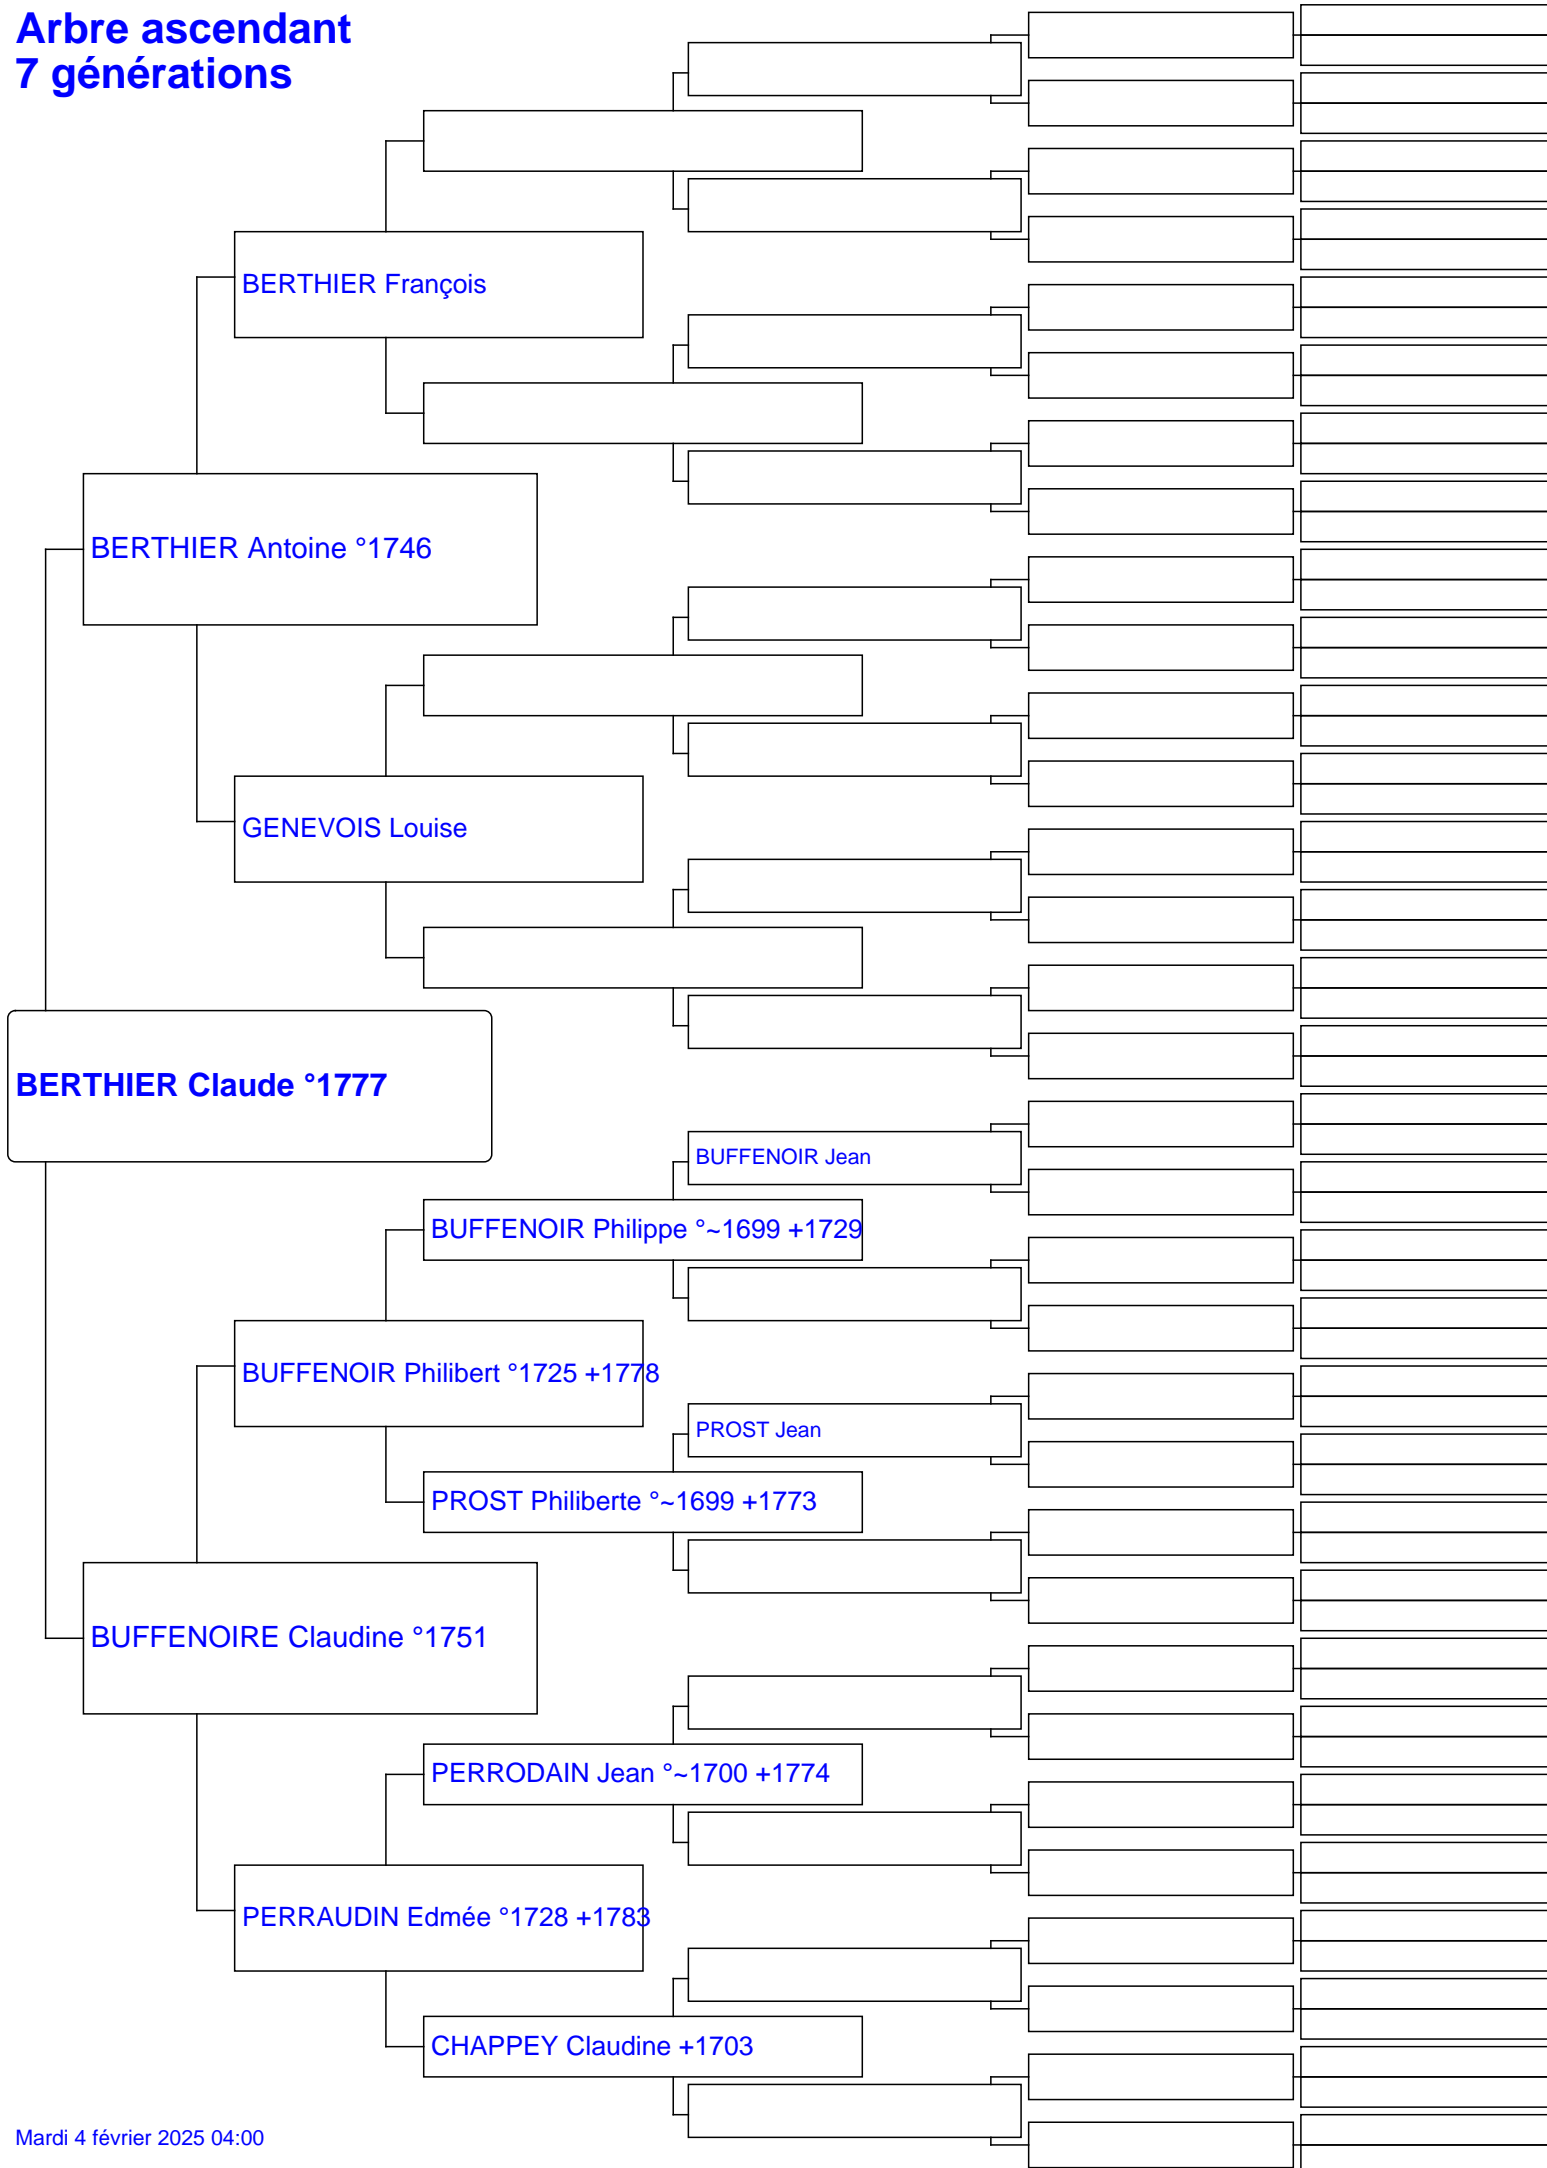 Arbre ascendant
7 générations
BERTHIER François
BERTHIER Antoine °1746
GENEVOIS Louise
BERTHIER Claude °1777
BUFFENOIR Jean
BUFFENOIR Philippe °~1699 +1729
BUFFENOIR Philibert °1725 +1778
PROST Jean
PROST Philiberte °~1699 +1773
BUFFENOIRE Claudine °1751
PERRODAIN Jean °~1700 +1774
PERRAUDIN Edmée °1728 +1783
CHAPPEY Claudine +1703
Mardi 4 février 2025 04:00